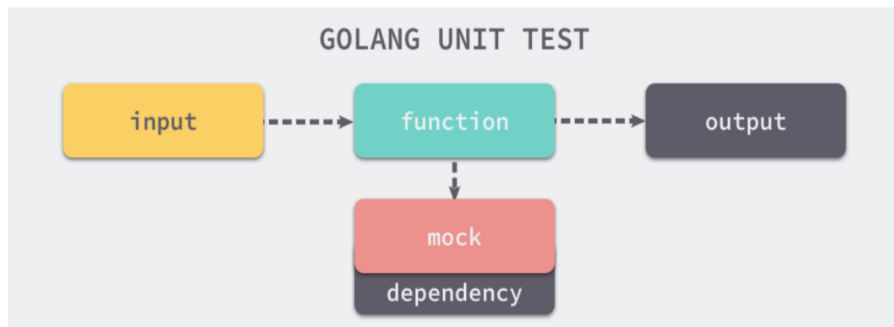 GOLANG UNIT TEST
input
function
output
mock
dependency